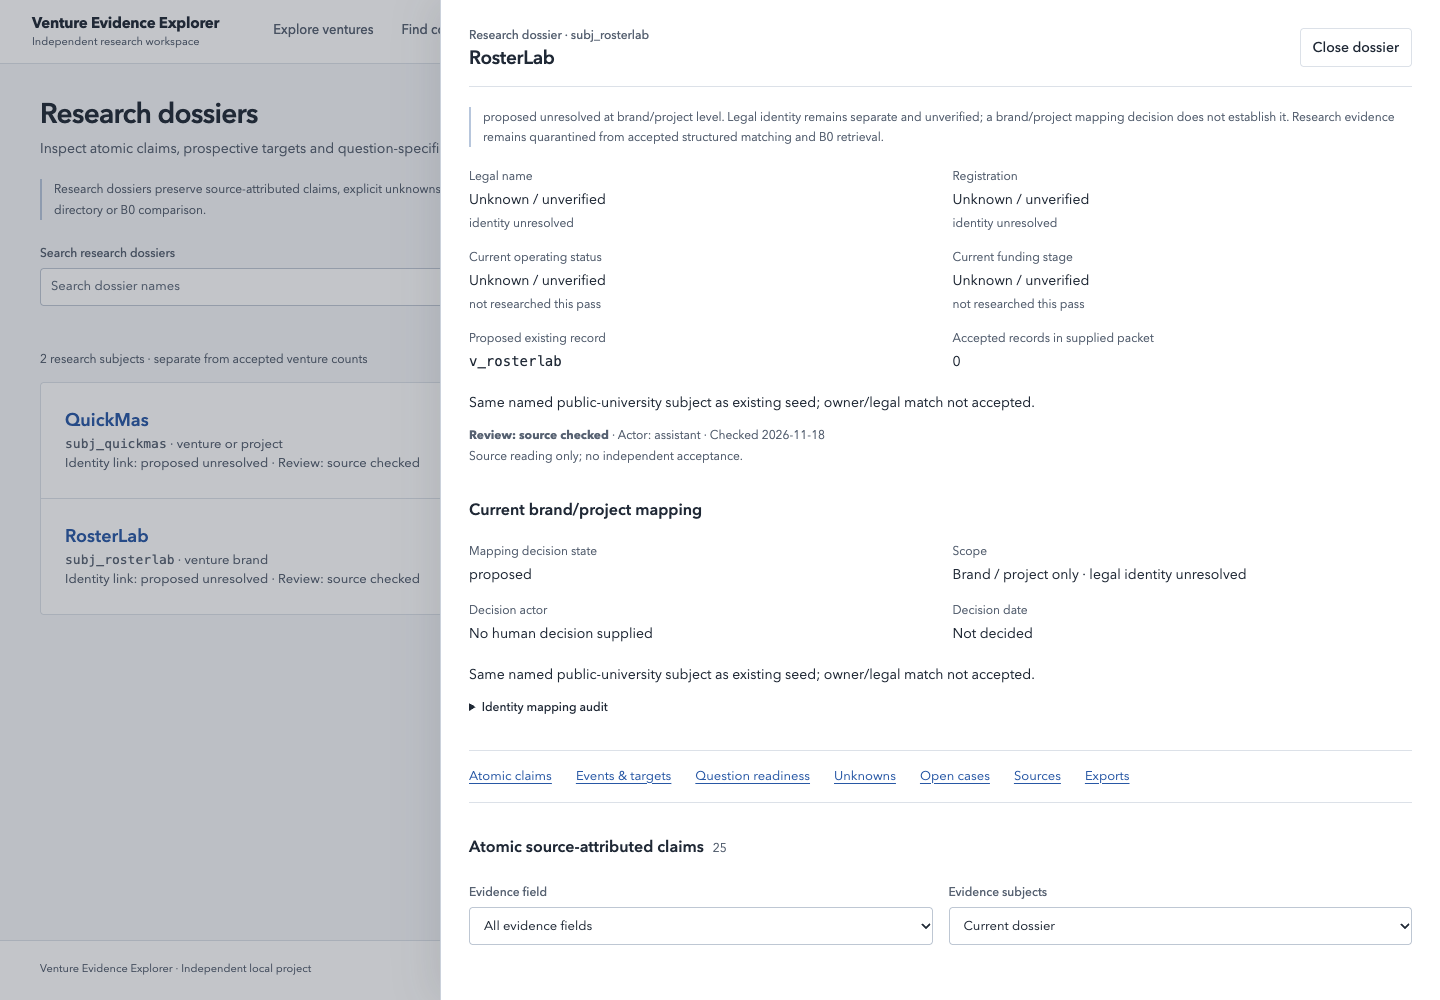 Venture Evidence Explorer
Independent research workspace
Explore ventures
Find c
Research dossiers
Inspect atomic claims, prospective targets and question-specifi
Research dossiers preserve source-attributed claims, explicit unknowns
directory or B0 comparison.
Search research dossiers
Search dossier names
2 research subjects · separate from accepted venture counts
QuickMas
subj_quickmas · venture or project
Identity link: proposed unresolved · Review: source checked
RosterLab
subj_rosterlab · venture brand
Identity link: proposed unresolved · Review: source checked
Venture Evidence Explorer · Independent local project
Research dossier · subj_rosterlab
RosterLab
Close dossier
proposed unresolved at brand/project level. Legal identity remains separate and unverified; a brand/project mapping decision does not establish it. Research evidence
remains quarantined from accepted structured matching and B0 retrieval.
Legal name
Unknown / unverified
identity unresolved
Registration
Unknown / unverified
identity unresolved
Current operating status
Unknown / unverified
not researched this pass
Current funding stage
Unknown / unverified
not researched this pass
Proposed existing record
v_rosterlab
Accepted records in supplied packet
0
Same named public-university subject as existing seed; owner/legal match not accepted.
Review: source checked · Actor: assistant · Checked 2026-11-18
Source reading only; no independent acceptance.
Current brand/project mapping
Mapping decision state
proposed
Scope
Brand / project only · legal identity unresolved
Decision actor
No human decision supplied
Decision date
Not decided
Same named public-university subject as existing seed; owner/legal match not accepted.
Identity mapping audit
Atomic claims
Events & targets
Question readiness
Unknowns
Open cases
Sources
Exports
Atomic source-attributed claims 25
Evidence field
All evidence fields
Evidence subjects
Current dossier